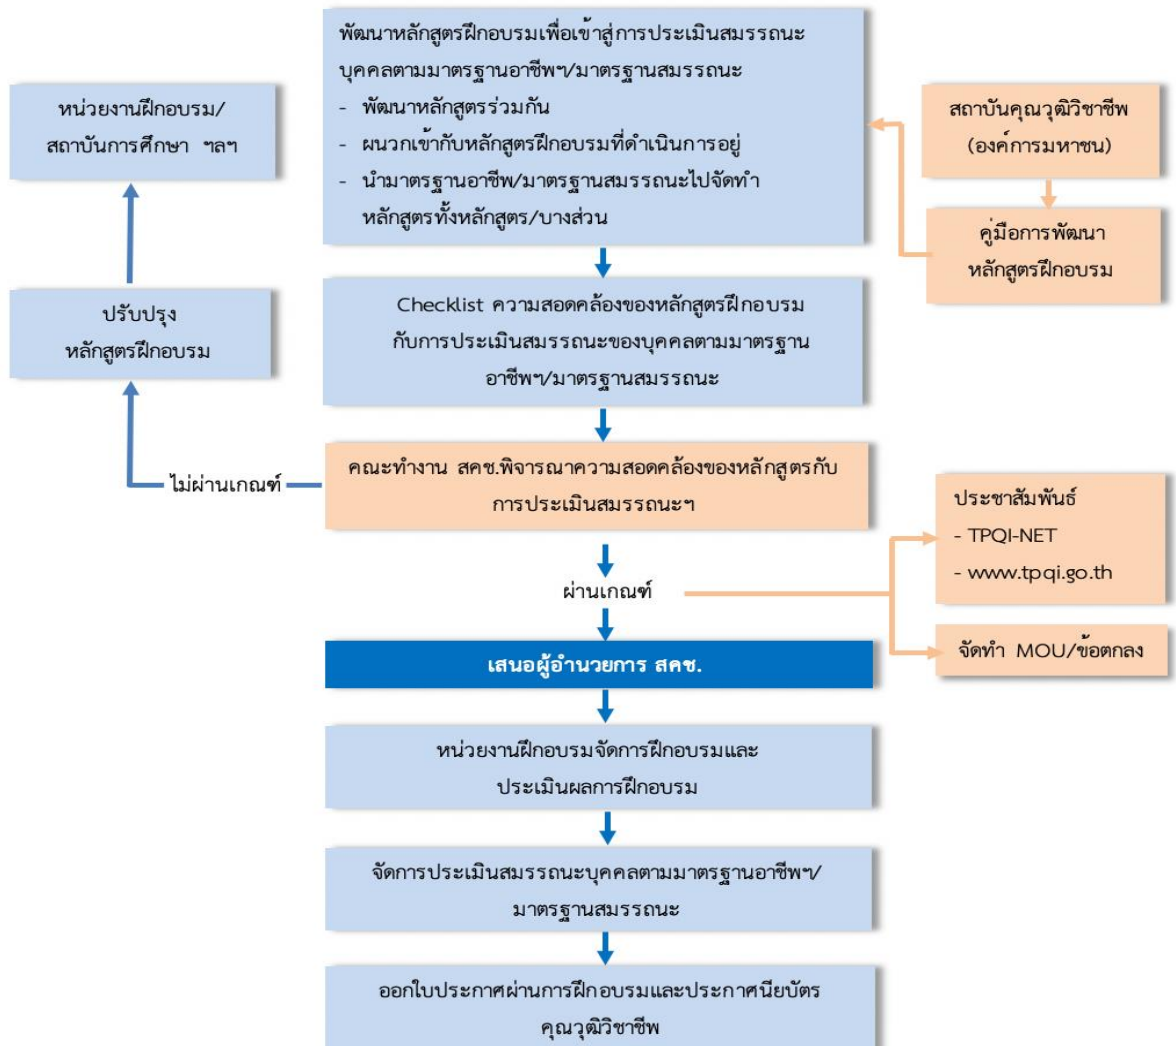 พัฒนาหลักสูตรฝึกอบรมเพื่อเข้าสู่การประเมินสมรรถนะ
บุคคลตามมาตรฐานอาชีพฯ/มาตรฐานสมรรถนะ
- พัฒนาหลักสูตรร่วมกัน
- ผนวกเข้ากับหลักสูตรฝึกอบรมที่ดำเนินการอยู่
- นำมาตรฐานอาชีพ/มาตรฐานสมรรถนะไปจัดทำ
หลักสูตรทั้งหลักสูตร/บางส่วน
หน่วยงานฝึกอบรม/
สถาบันการศึกษา ฯลฯ
สถาบันคุณวุฒิวิชาชีพ
(องค์การมหาชน)
คู่มือการพัฒนา
หลักสูตรฝึกอบรม
ปรับปรุง
หลักสูตรฝึกอบรม
Checklist ความสอดคล้องของหลักสูตรฝึกอบรม
กับการประเมินสมรรถนะของบุคคลตามมาตรฐาน
อาชีพฯ/มาตรฐานสมรรถนะ
คณะทำงาน สคช.พิจารณาความสอดคล้องของหลักสูตรกับ
การประเมินสมรรถนะฯ
ไม่ผ่านเกณฑ์
ประชาสัมพันธ์
- TPQI-NET
- www.tpqi.go.th
ผ่านเกณฑ์
จัดทำ MOU/ข้อตกลง
เสนอผู้อำนวยการ สคช.
หน่วยงานฝึกอบรมจัดการฝึกอบรมและ
ประเมินผลการฝึกอบรม
จัดการประเมินสมรรถนะบุคคลตามมาตรฐานอาชีพฯ/
มาตรฐานสมรรถนะ
ออกใบประกาศผ่านการฝึกอบรมและประกาศนียบัตร
คุณวุฒิวิชาชีพ